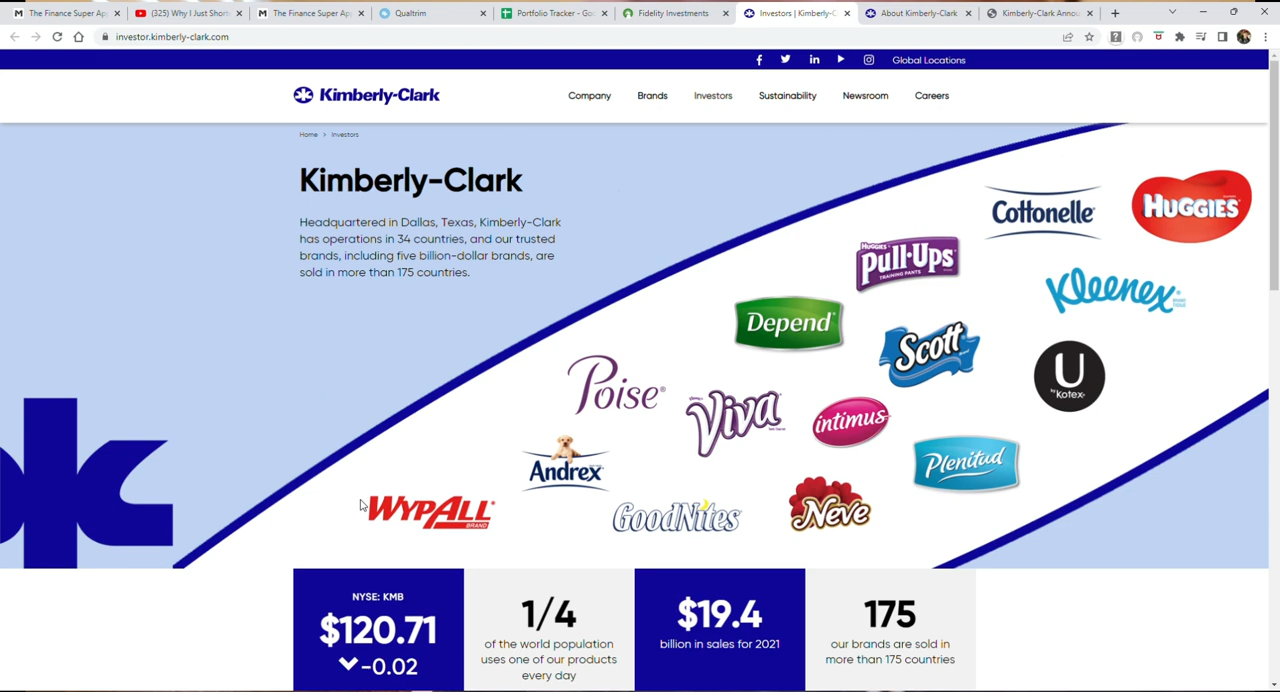 The Finance Super Ap
(325) Why I Just Short
The Finance Super Ap
Qualtrim
Portfolio Tracker - Goo
Fidelity Investments
Investors | Kimberly-C
About Kimberly-Clark
Kimberly-Clark Annou
investor.kimberly-clark.com
Global Locations
Kimberly-Clark
Company Brands Investors Sustainability Newsroom Careers
Home > Investors
Kimberly-Clark
Headquartered in Dallas, Texas, Kimberly-Clark
has operations in 34 countries, and our trusted
brands, including five billion-dollar brands, are
sold in more than 175 countries.
Cottonelle
HUGGIES
HUGGIES
Pull-Ups
TRAINING PANTS
Kleenex
Depend
Scott
U
by Kotex
Poise
Viva
intimus
Plenitud
Andrex
WYPALL
BRAND
GoodNites
Neve
NYSE: KMB
$120.71
-0.02
1/4
of the world population
uses one of our products
every day
$19.4
billion in sales for 2021
175
our brands are sold in
more than 175 countries